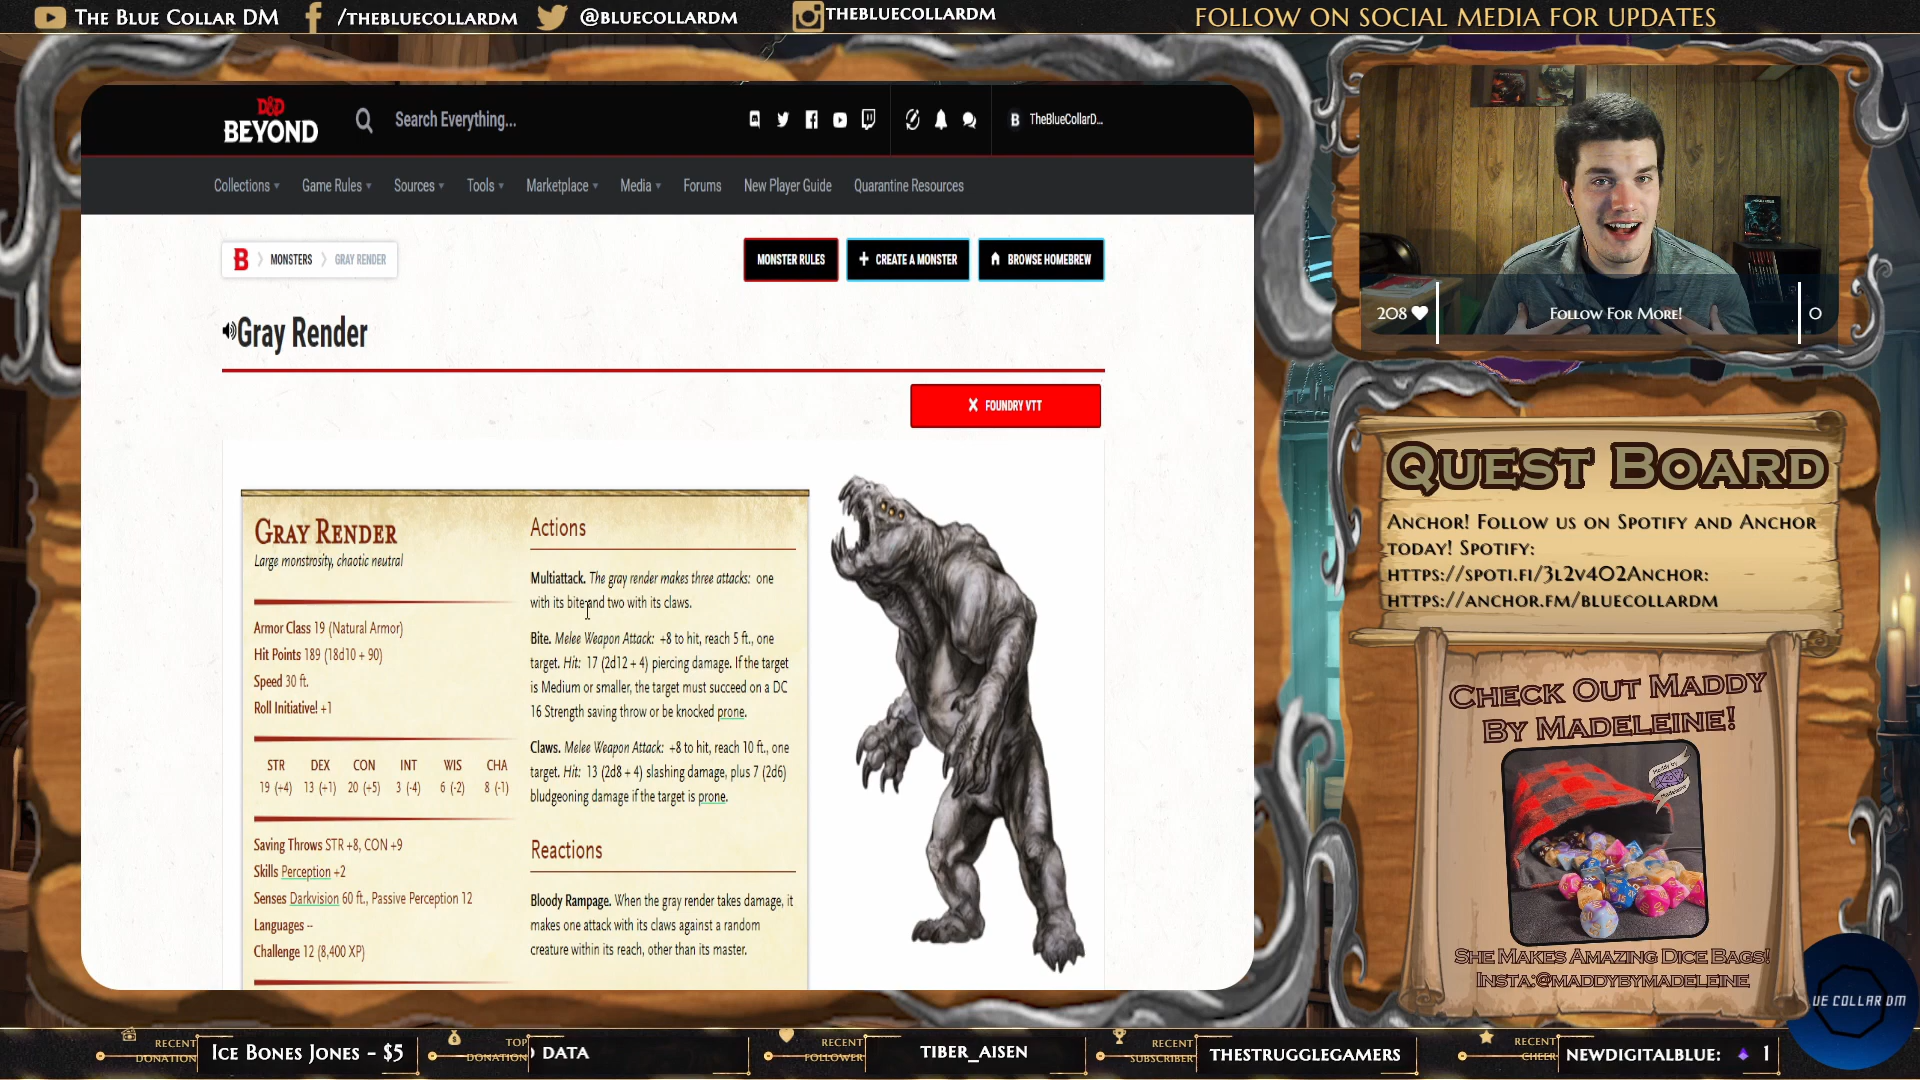 The Blue Collar DM
/thebluecollardm
@bluecollardm
thebluecollardm
Follow on social media for updates
D&D
BEYOND
Search Everything...
B TheBlueCollarD...
Collections
Game Rules
Sources
Tools
Marketplace
Media
Forums
New Player Guide
Quarantine Resources
B
MONSTERS
GRAY RENDER
MONSTER RULES
+ CREATE A MONSTER
BROWSE HOMEBREW
Gray Render
X FOUNDRY VTT
Gray Render
Large monstrosity, chaotic neutral
Armor Class 19 (Natural Armor)
Hit Points 189 (18d10 + 90)
Speed 30 ft.
Roll Initiative! +1
STR DEX CON INT WIS CHA
19 (+4) 13 (+1) 20 (+5) 3 (-4) 6 (-2) 8 (-1)
Saving Throws STR +8, CON +9
Skills Perception +2
Senses Darkvision 60 ft., Passive Perception 12
Languages --
Challenge 12 (8,400 XP)
Actions
Multiattack. The gray render makes three attacks: one
with its bite and two with its claws.
Bite. Melee Weapon Attack: +8 to hit, reach 5 ft., one
target. Hit: 17 (2d12 + 4) piercing damage. If the target
is Medium or smaller, the target must succeed on a DC
16 Strength saving throw or be knocked prone.
Claws. Melee Weapon Attack: +8 to hit, reach 10 ft., one
target. Hit: 13 (2d8 + 4) slashing damage, plus 7 (2d6)
bludgeoning damage if the target is prone.
Reactions
Bloody Rampage. When the gray render takes damage, it
makes one attack with its claws against a random
creature within its reach, other than its master.
208
Follow For More!
0
Quest Board
Anchor! Follow us on Spotify and Anchor
today! Spotify:
https://spoti.fi/3l2v4O2Anchor:
https://anchor.fm/bluecollardm
Check Out Maddy
By Madeleine!
Maddy by
Madeleine
She Makes Amazing Dice Bags!
Insta:@maddybymadeleine
UE COLLAR DM
Recent
Donation
Ice Bones Jones - $5
Top
Donation
Data
Recent
Follower
tiber_aisen
Recent
Subscriber
thestrugglegamers
Recent
Cheer
newdigitalblue: 1